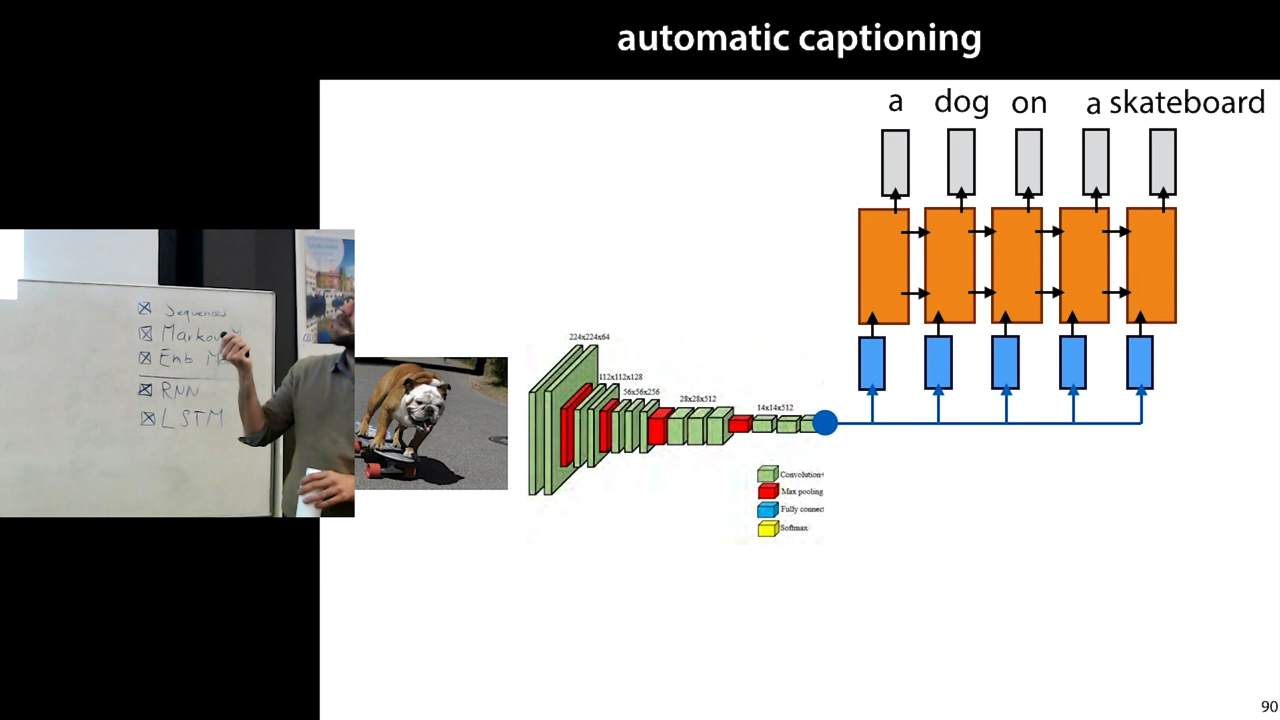 automatic captioning
a dog on a skateboard
Sequences
Markov
Emb M
RNN
LSTM
224x224x64
112x112x128
56x56x256
28x28x512
14x14x512
Convolution+
Max pooling
Fully connec
Softmax
90